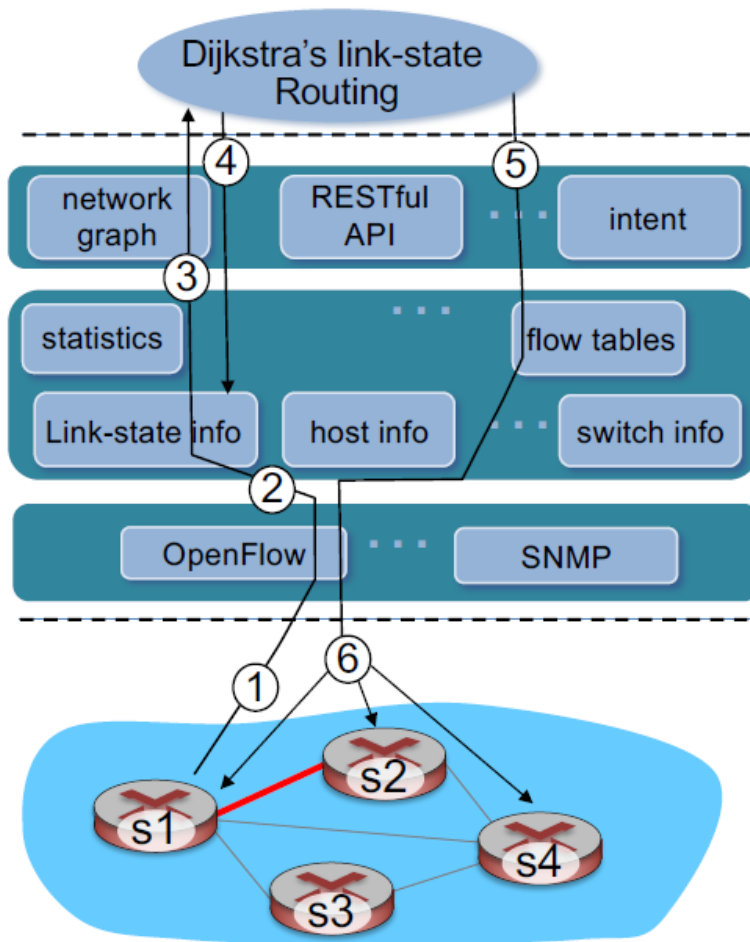 Dijkstra's link-state
Routing
4
5
network
graph
RESTful
API
. . .
intent
3
statistics
. . .
flow tables
Link-state info
host info
. . .
switch info
2
OpenFlow
. . .
SNMP
1
6
s2
s1
s4
s3